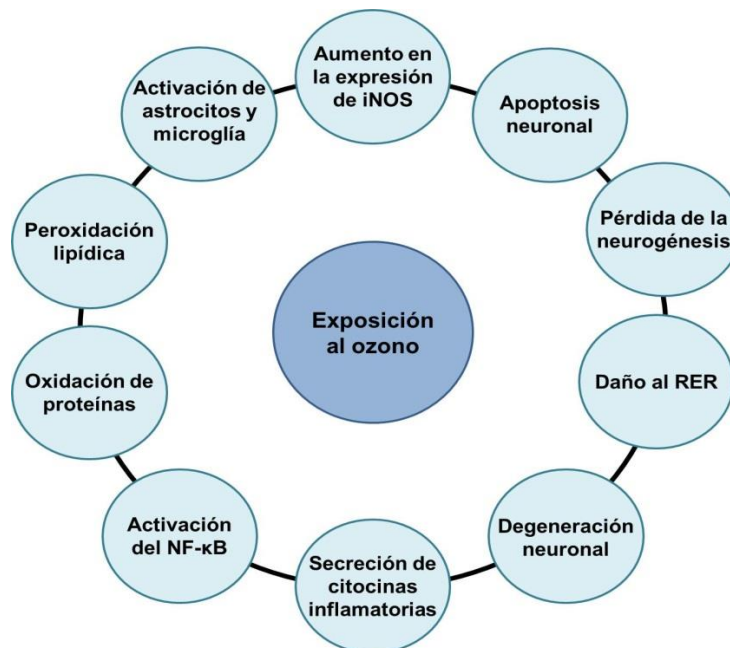 Aumento en
la expresión
de iNOS
Apoptosis
neuronal
Pérdida de la
neurogénesis
Daño al RER
Degeneración
neuronal
Secreción de
citocinas
inflamatorias
Activación
del NF-κB
Oxidación de
proteínas
Peroxidación
lipídica
Activación de
astrocitos y
microglía
Exposición
al ozono